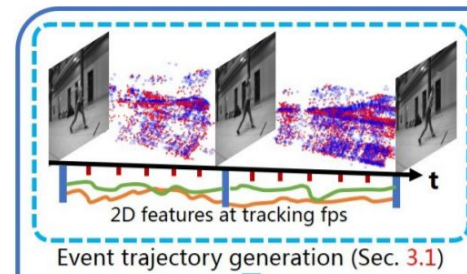 t
2D features at tracking fps
Event trajectory generation (Sec. 3.1)